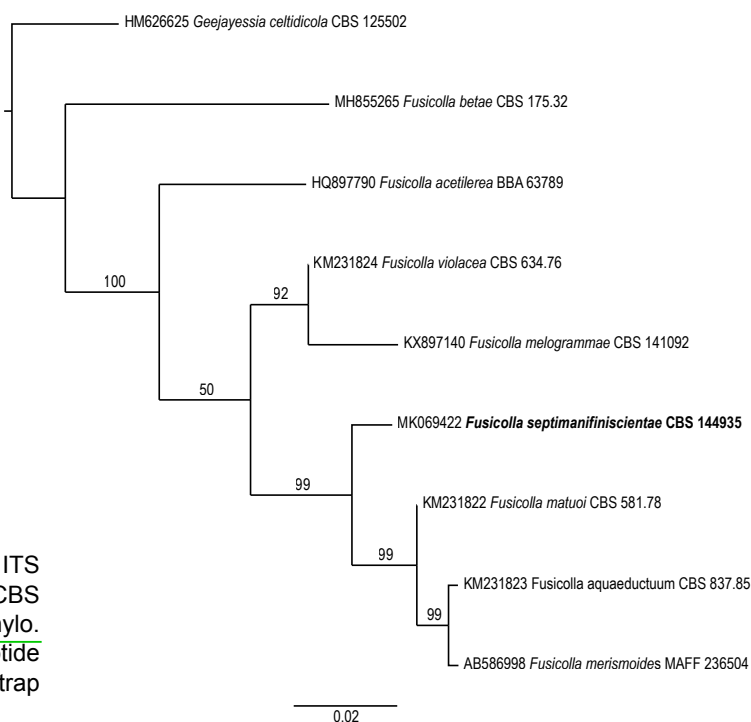 HM626625 Geejayessia celtidicola CBS 125502
MH855265 Fusicolla betae CBS 175.32
HQ897790 Fusicolla acetilerea BBA 63789
KM231824 Fusicolla violacea CBS 634.76
92
100
KX897140 Fusicolla melogrammae CBS 141092
50
MK069422 Fusicolla septimanifiniscientae CBS 144935
99
KM231822 Fusicolla matuoi CBS 581.78
99
KM231823 Fusicolla aquaeductuum CBS 837.85
99
AB586998 Fusicolla merismoides MAFF 236504
0.02
ITS
CBS
ylo.
tide
trap